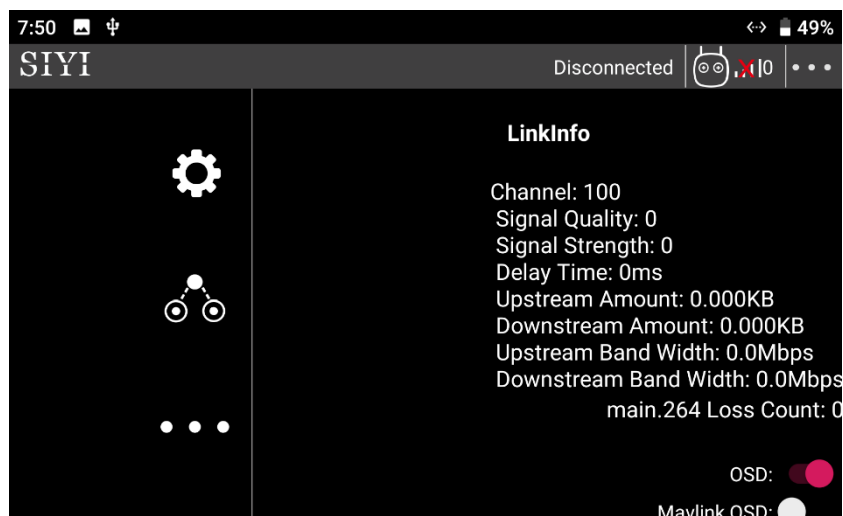 7:50 49%
SIYI Disconnected 0
LinkInfo
Channel: 100
Signal Quality: 0
Signal Strength: 0
Delay Time: 0ms
Upstream Amount: 0.000KB
Downstream Amount: 0.000KB
Upstream Band Width: 0.0Mbps
Downstream Band Width: 0.0Mbps
main.264 Loss Count: 0
OSD:
Mavlink OSD: